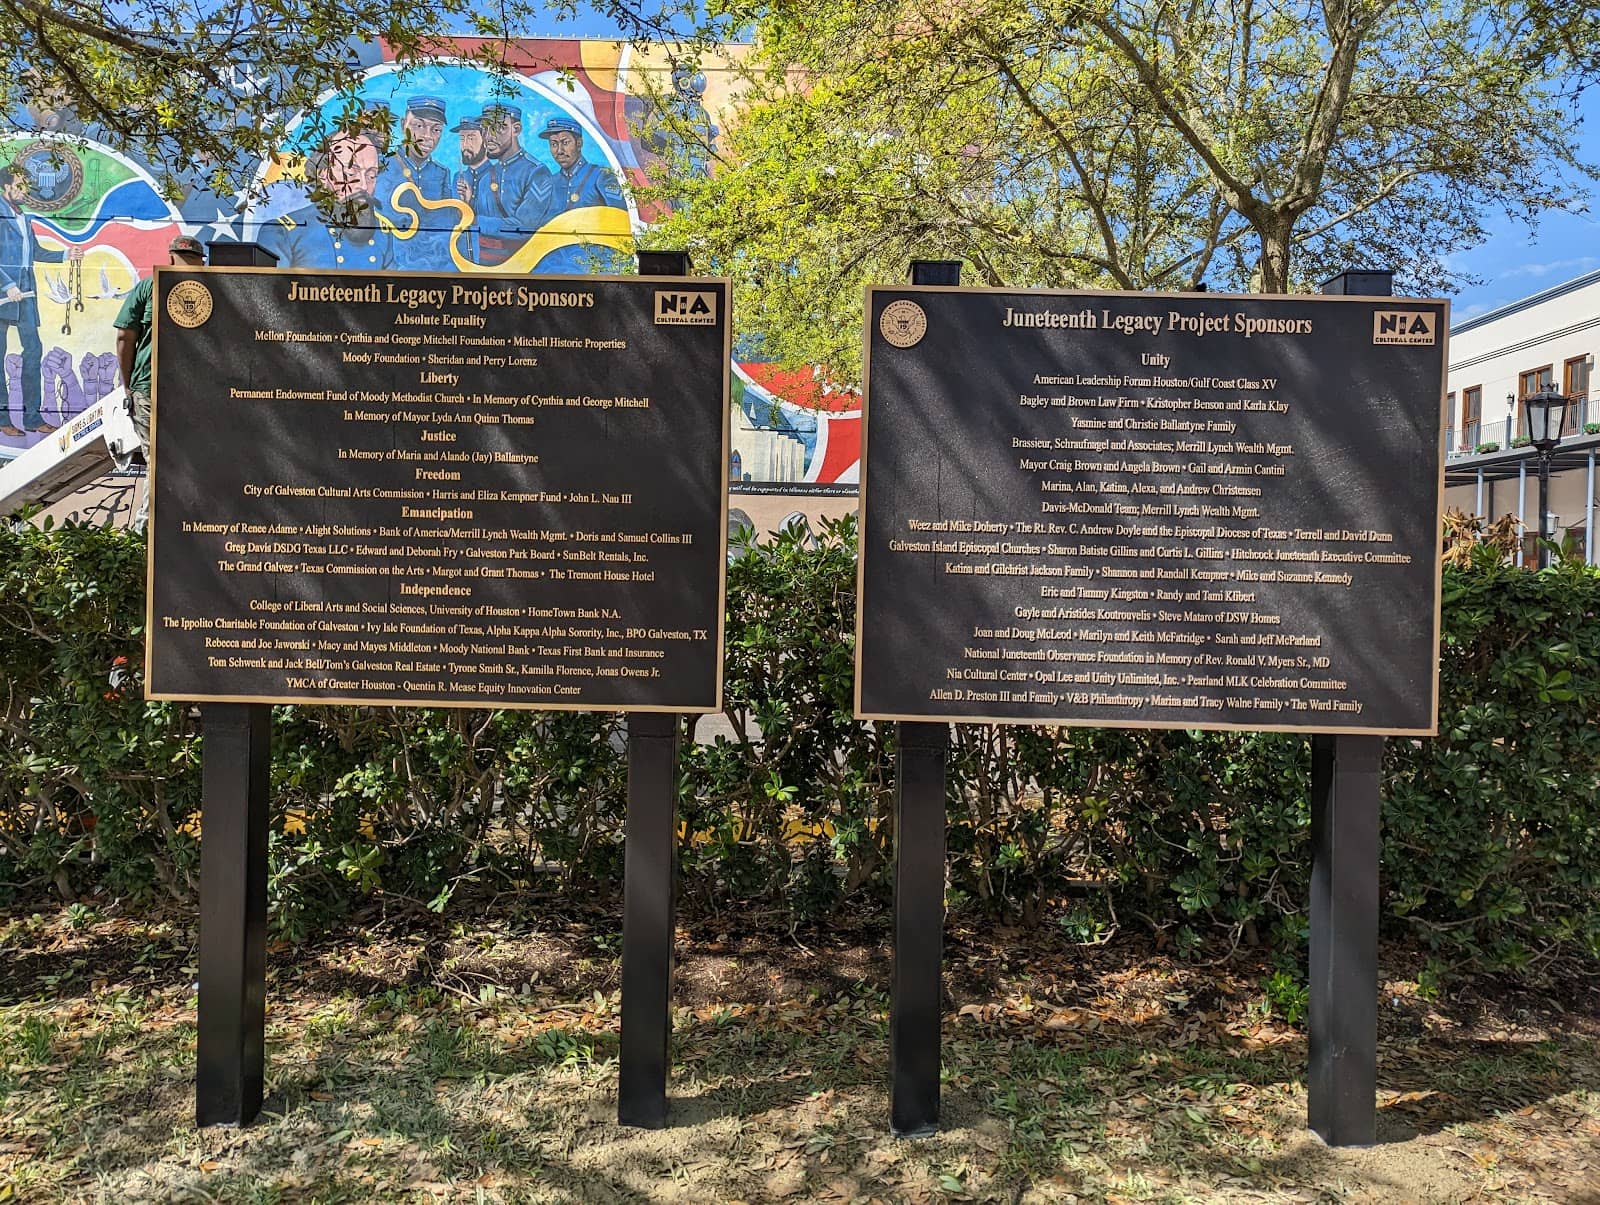 Juneteenth Legacy Project Sponsors
NIA
CULTURAL CENTER
Absolute Equality
Mellon Foundation • Cynthia and George Mitchell Foundation • Mitchell Historic Properties
Moody Foundation • Sheridan and Perry Lorenz
Liberty
Permanent Endowment Fund of Moody Methodist Church • In Memory of Cynthia and George Mitchell
In Memory of Mayor Lyda Ann Quinn Thomas
Justice
In Memory of Maria and Alando (Jay) Ballantyne
Freedom
City of Galveston Cultural Arts Commission • Harris and Eliza Kempner Fund • John L. Nau III
Emancipation
In Memory of Renee Adame • Alight Solutions • Bank of America/Merrill Lynch Wealth Mgmt. • Doris and Samuel Collins III
Greg Davis DSDG Texas LLC • Edward and Deborah Fry • Galveston Park Board • SunBelt Rentals, Inc.
The Grand Galvez • Texas Commission on the Arts • Margot and Grant Thomas • The Tremont House Hotel
Independence
College of Liberal Arts and Social Sciences, University of Houston • HomeTown Bank N.A.
The Ippolito Charitable Foundation of Galveston • Ivy Isle Foundation of Texas, Alpha Kappa Alpha Sorority, Inc., BPO Galveston, TX
Rebecca and Joe Jaworski • Macy and Mayes Middleton • Moody National Bank • Texas First Bank and Insurance
Tom Schwenk and Jack Bell/Tom's Galveston Real Estate • Tyrone Smith Sr., Kamilla Florence, Jonas Owens Jr.
YMCA of Greater Houston - Quentin R. Mease Equity Innovation Center
Juneteenth Legacy Project Sponsors
NIA
CULTURAL CENTER
19
Unity
American Leadership Forum Houston/Gulf Coast Class XV
Bagley and Brown Law Firm • Kristopher Benson and Karla Klay
Yasmine and Christie Ballantyne Family
Brassieur, Schraufnagel and Associates; Merrill Lynch Wealth Mgmt.
Mayor Craig Brown and Angela Brown • Gail and Armin Cantini
Marina, Alan, Katina, Alexa, and Andrew Christensen
Davis-McDonald Team; Merrill Lynch Wealth Mgmt.
Weez and Mike Doherty • The Rt. Rev. C. Andrew Doyle and the Episcopal Diocese of Texas • Terrell and David Dunn
Galveston Island Episcopal Churches • Sharon Batiste Gillins and Curtis L. Gillins • Hitchcock Juneteenth Executive Committee
Katina and Gilchrist Jackson Family • Shannon and Randall Kempner • Mike and Suzanne Kennedy
Eric and Tammy Kingston • Randy and Tami Klibert
Gayle and Aristides Koutrouvelis • Steve Mataro of DSW Homes
Joan and Doug McLeod • Marilyn and Keith McFatridge • Sarah and Jeff McParland
National Juneteenth Observance Foundation in Memory of Rev. Ronald V. Myers Sr., MD
Nia Cultural Center • Opal Lee and Unity Unlimited, Inc. • Pearland MLK Celebration Committee
Allen D. Preston III and Family • V&B Philanthropy • Marina and Tracy Walne Family • The Ward Family